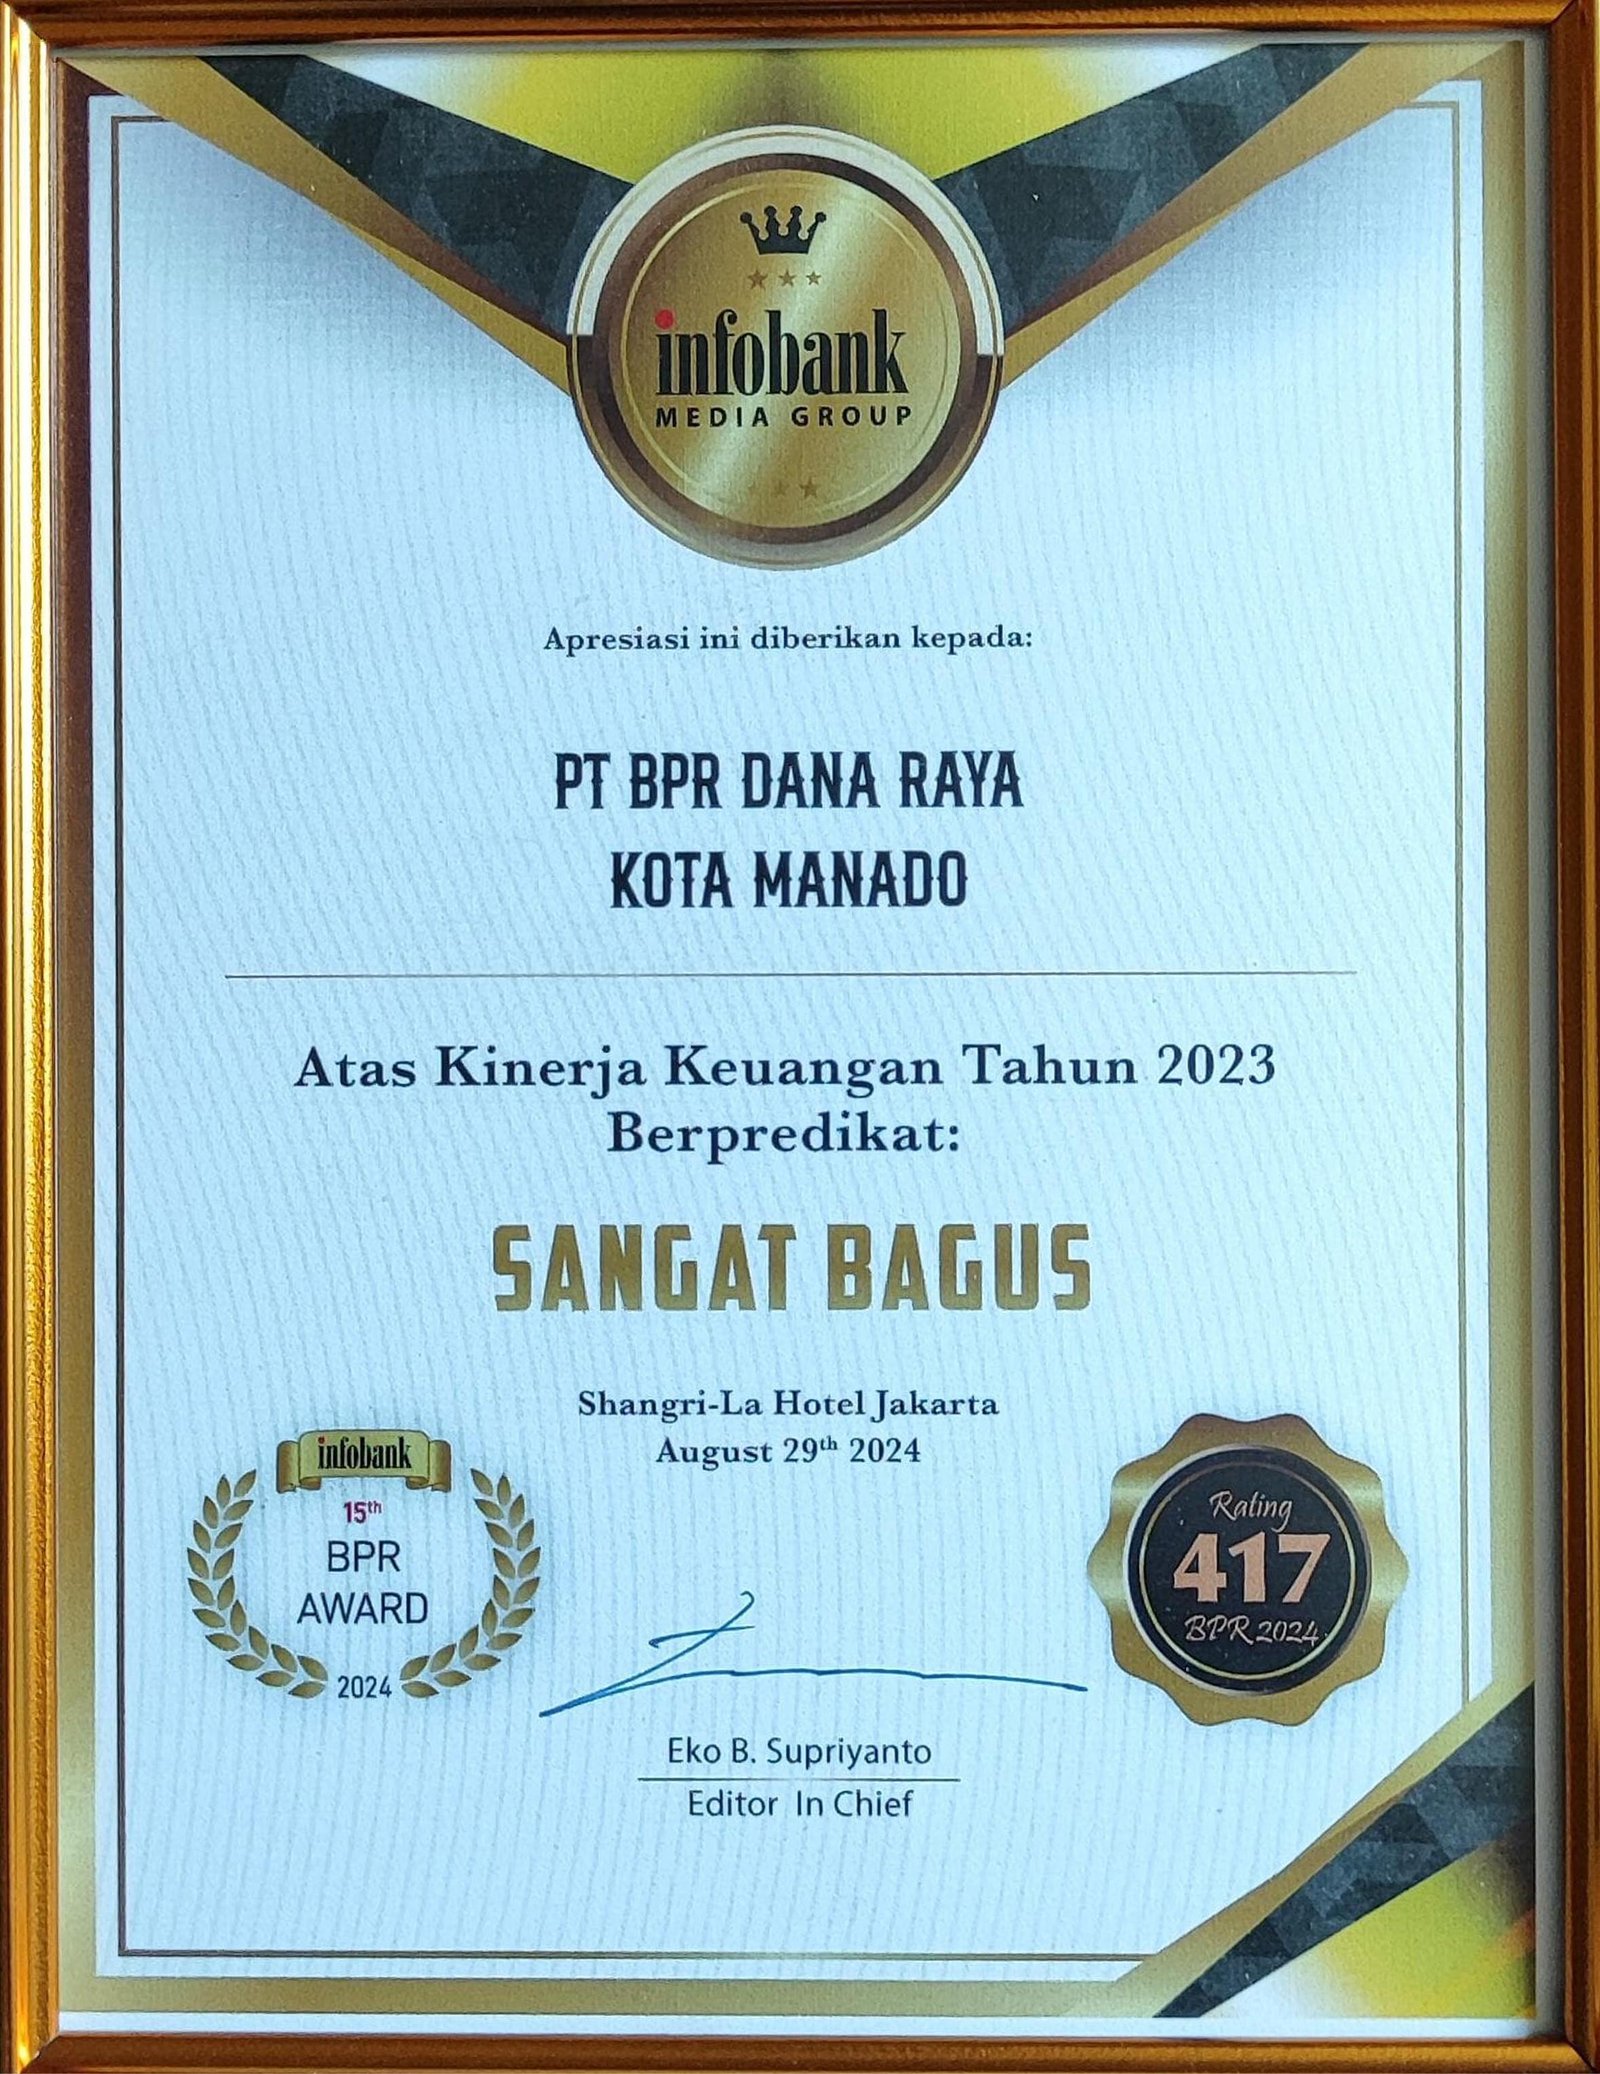 infobank
MEDIA GROUP
Apresiasi ini diberikan kepada:
PT BPR DANA RAYA
KOTA MANADO
Atas Kinerja Keuangan Tahun 2023
Berpredikat:
SANGAT BAGUS
Shangri-La Hotel Jakarta
August 29th 2024
infobank
15th
BPR
AWARD
2024
Rating
417
BPR 2024
Eko B. Supriyanto
Editor In Chief